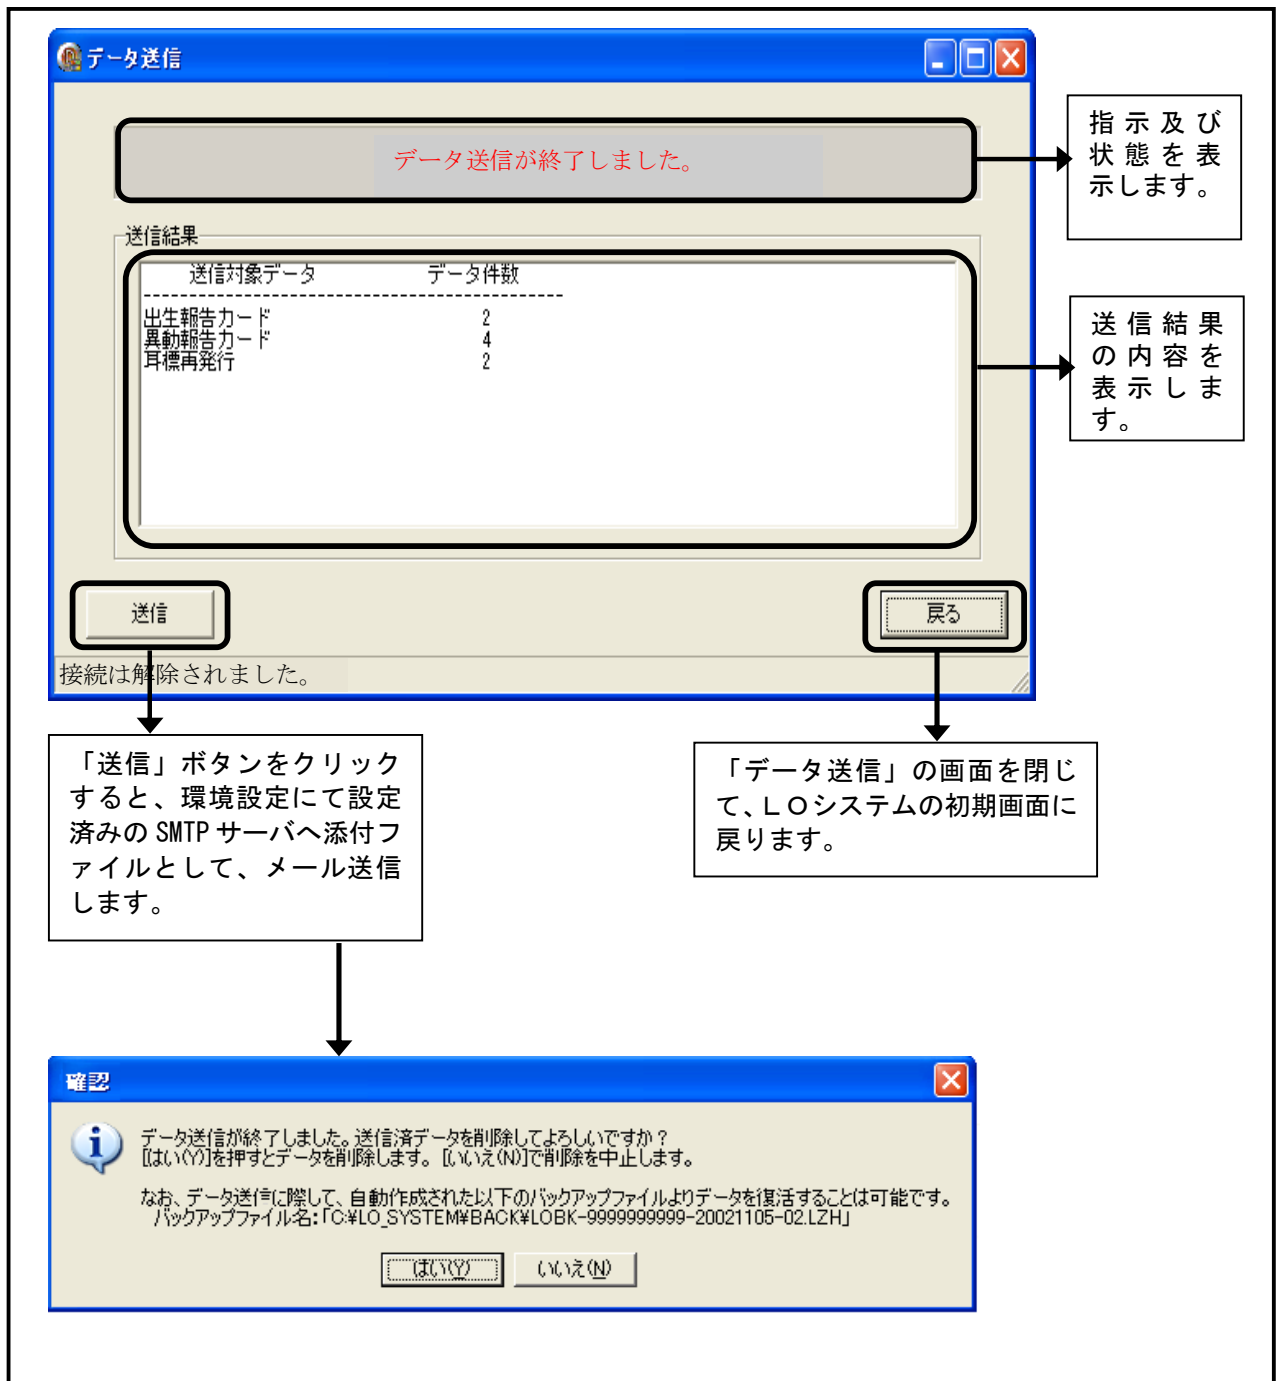 データ送信
データ送信が終了しました。
指示及び
状態を表
示します。
送信結果
送信対象データ データ件数
----------------------------------------
出生報告カード 2
異動報告カード 4
耳標再発行 2
送信結果
の内容を
表示しま
す。
送信
戻る
接続は解除されました。
「送信」ボタンをクリック
すると、環境設定にて設定
済みの SMTP サーバへ添付フ
ァイルとして、メール送信
します。
「データ送信」の画面を閉じ
て、ＬＯシステムの初期画面に
戻ります。
確認
データ送信が終了しました。送信済データを削除してよろしいですか？
[はい(Y)]を押すとデータを削除します。[いいえ(N)]で削除を中止します。
なお、データ送信に際して、自動作成された以下のバックアップファイルよりデータを復活することは可能です。
バックアップファイル名：「C:¥LO_SYSTEM¥BACK¥LOBK-9999999999-20021105-02.LZH」
はい(Y) いいえ(N)